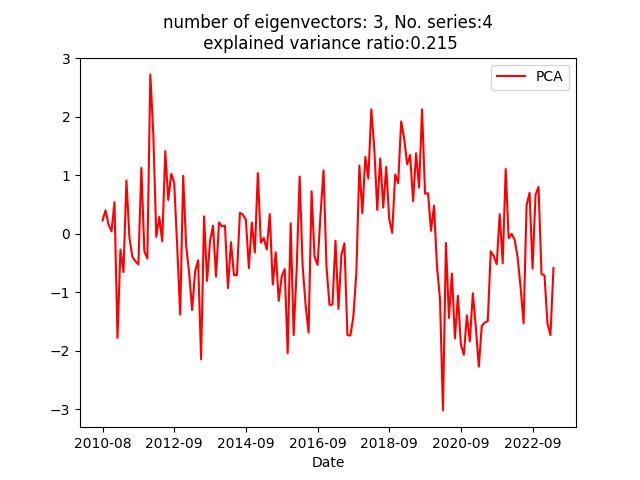 number of eigenvectors: 3, No. series:4
explained variance ratio:0.215
PCA
3
2
1
0
−1
−2
−3
2010-08 2012-09 2014-09 2016-09 2018-09 2020-09 2022-09
Date